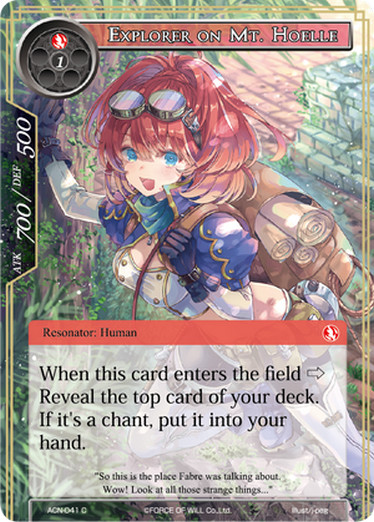 EXPLORER ON MT. HOELLE
1
ATK 700 / DEF 500
Resonator: Human
When this card enters the field ⇨
Reveal the top card of your deck.
If it's a chant, put it into your
hand.
"So this is the place Fabre was talking about.
Wow! Look at all those strange things..."
ACN-041 C
©FORCE OF WILL Co.,Ltd.